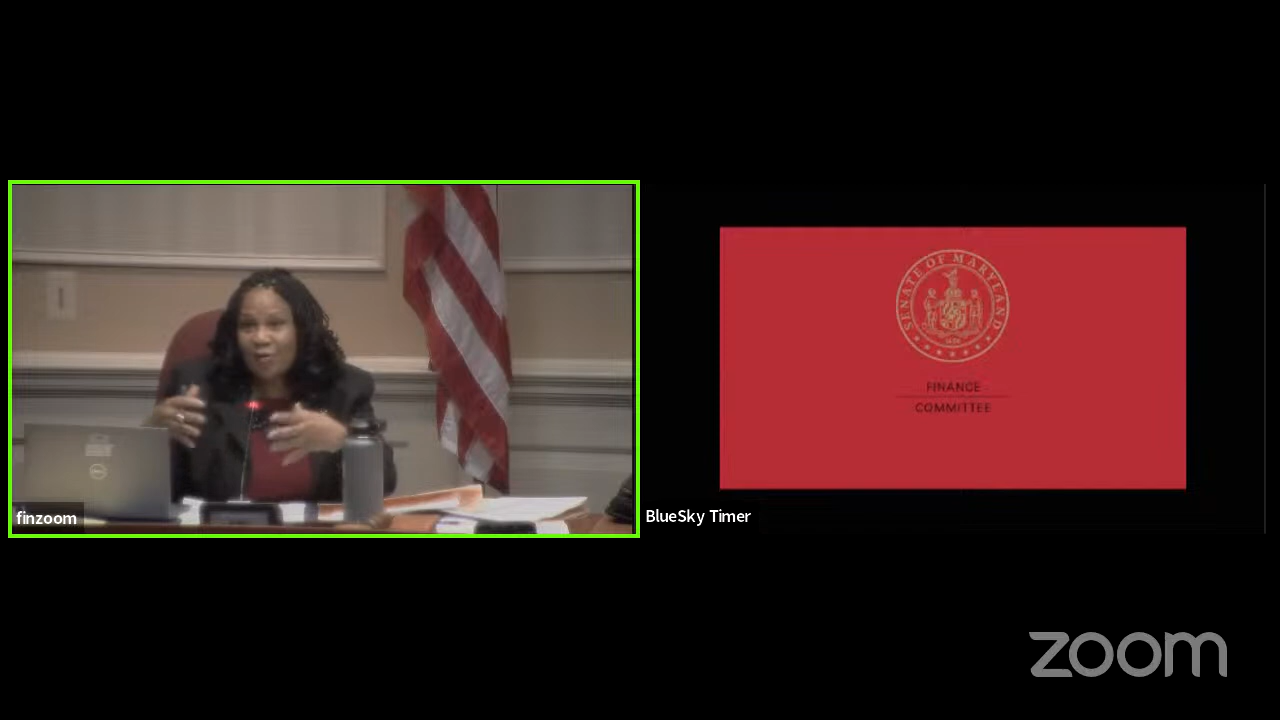 SENATE OF MARYLAND
FINANCE
COMMITTEE
finzoom
BlueSky Timer
zoom